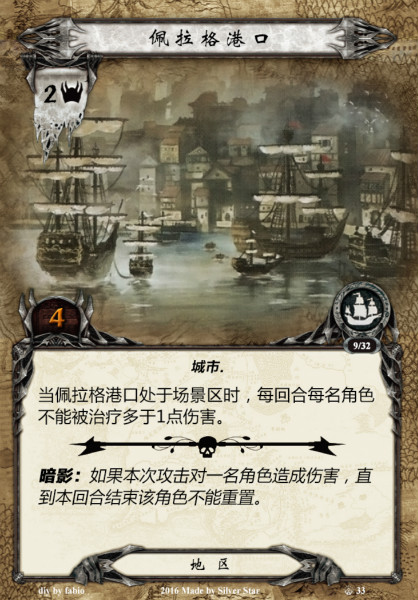 佩拉格港口
2
4
9/32
城市.
当佩拉格港口处于场景区时，每回合每名角色
不能被治疗多于1点伤害。
暗影：如果本次攻击对一名角色造成伤害，直
到本回合结束该角色不能重置。
地区
diy by fabio 2016 Made by Silver Star 33